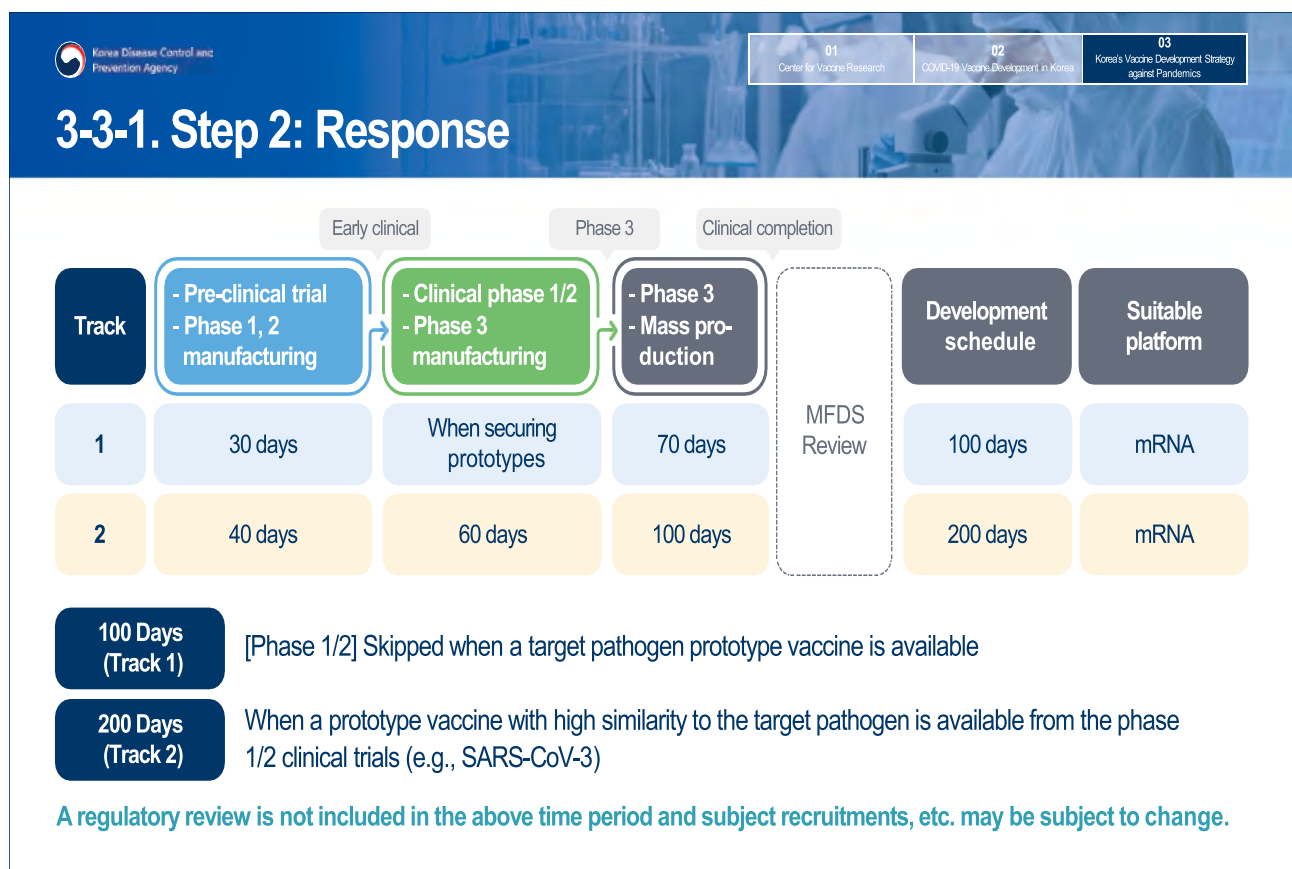 Korea Disease Control and
Prevention Agency
01
Center for Vaccine Research
02
COVID-19 Vaccine Development in Korea
03
Korea's Vaccine Development Strategy
against Pandemics
3-3-1. Step 2: Response
Early clinical
Phase 3
Clinical completion
Track
- Pre-clinical trial
- Phase 1, 2
manufacturing
- Clinical phase 1/2
- Phase 3
manufacturing
- Phase 3
- Mass pro-
duction
MFDS
Review
Development
schedule
Suitable
platform
1
30 days
When securing
prototypes
70 days
100 days
mRNA
2
40 days
60 days
100 days
200 days
mRNA
100 Days
(Track 1)
[Phase 1/2] Skipped when a target pathogen prototype vaccine is available
200 Days
(Track 2)
When a prototype vaccine with high similarity to the target pathogen is available from the phase
1/2 clinical trials (e.g., SARS-CoV-3)
A regulatory review is not included in the above time period and subject recruitments, etc. may be subject to change.